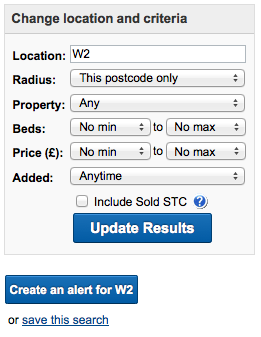 Change location and criteria
Location: W2
Radius: This postcode only
Property: Any
Beds: No min to No max
Price (£): No min to No max
Added: Anytime
Include Sold STC ?
Update Results
Create an alert for W2
or save this search